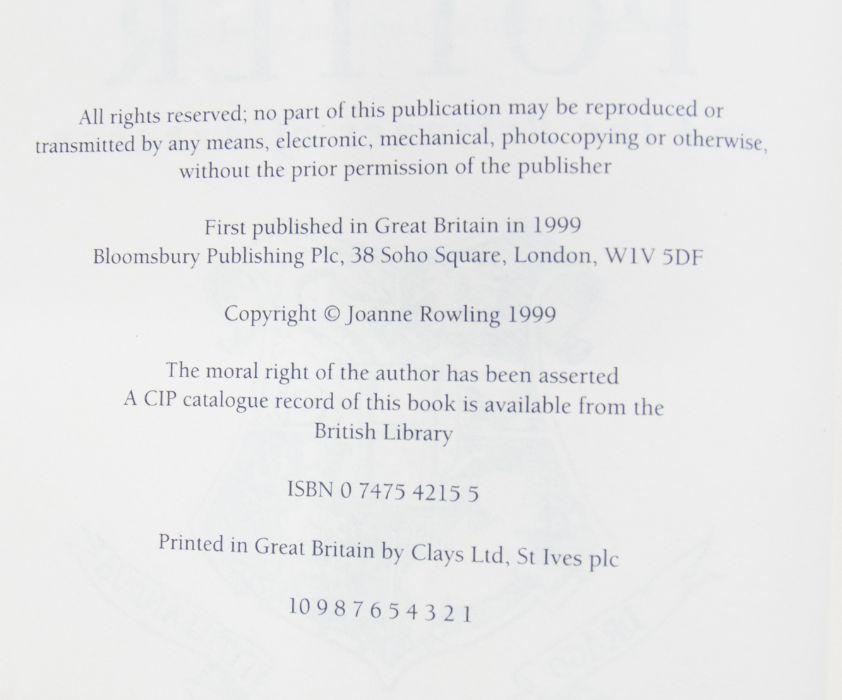 All rights reserved; no part of this publication may be reproduced or
transmitted by any means, electronic, mechanical, photocopying or otherwise,
without the prior permission of the publisher
First published in Great Britain in 1999
Bloomsbury Publishing Plc, 38 Soho Square, London, W1V 5DF
Copyright © Joanne Rowling 1999
The moral right of the author has been asserted
A CIP catalogue record of this book is available from the
British Library
ISBN 0 7475 4215 5
Printed in Great Britain by Clays Ltd, St Ives plc
10 9 8 7 6 5 4 3 2 1